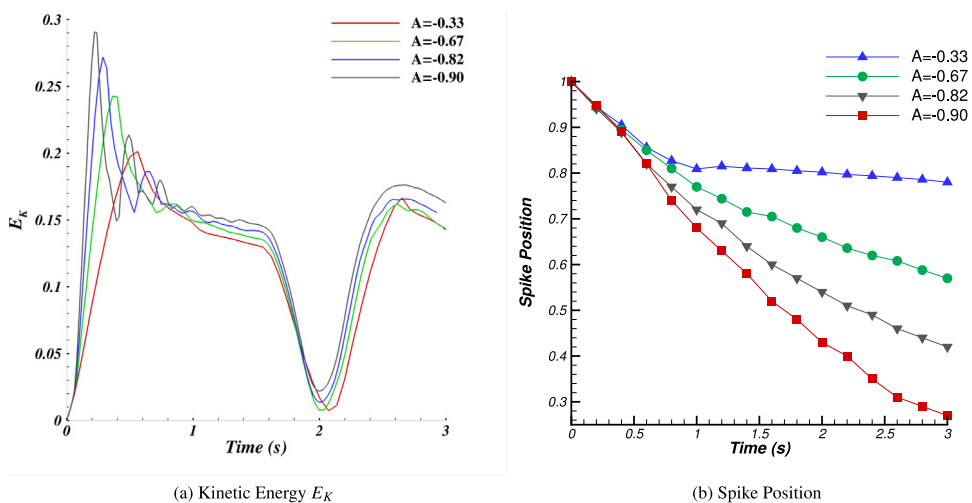 0.3
0.25
0.2
0.15
0.1
0.05
0
E_K
0 1 2 3
Time (s)
A=-0.33
A=-0.67
A=-0.82
A=-0.90
(a) Kinetic Energy E_K
0.9
0.8
0.7
0.6
0.5
0.4
0.3
Spike Position
0 0.5 1 1.5 2 2.5 3
Time (s)
A=-0.33
A=-0.67
A=-0.82
A=-0.90
(b) Spike Position